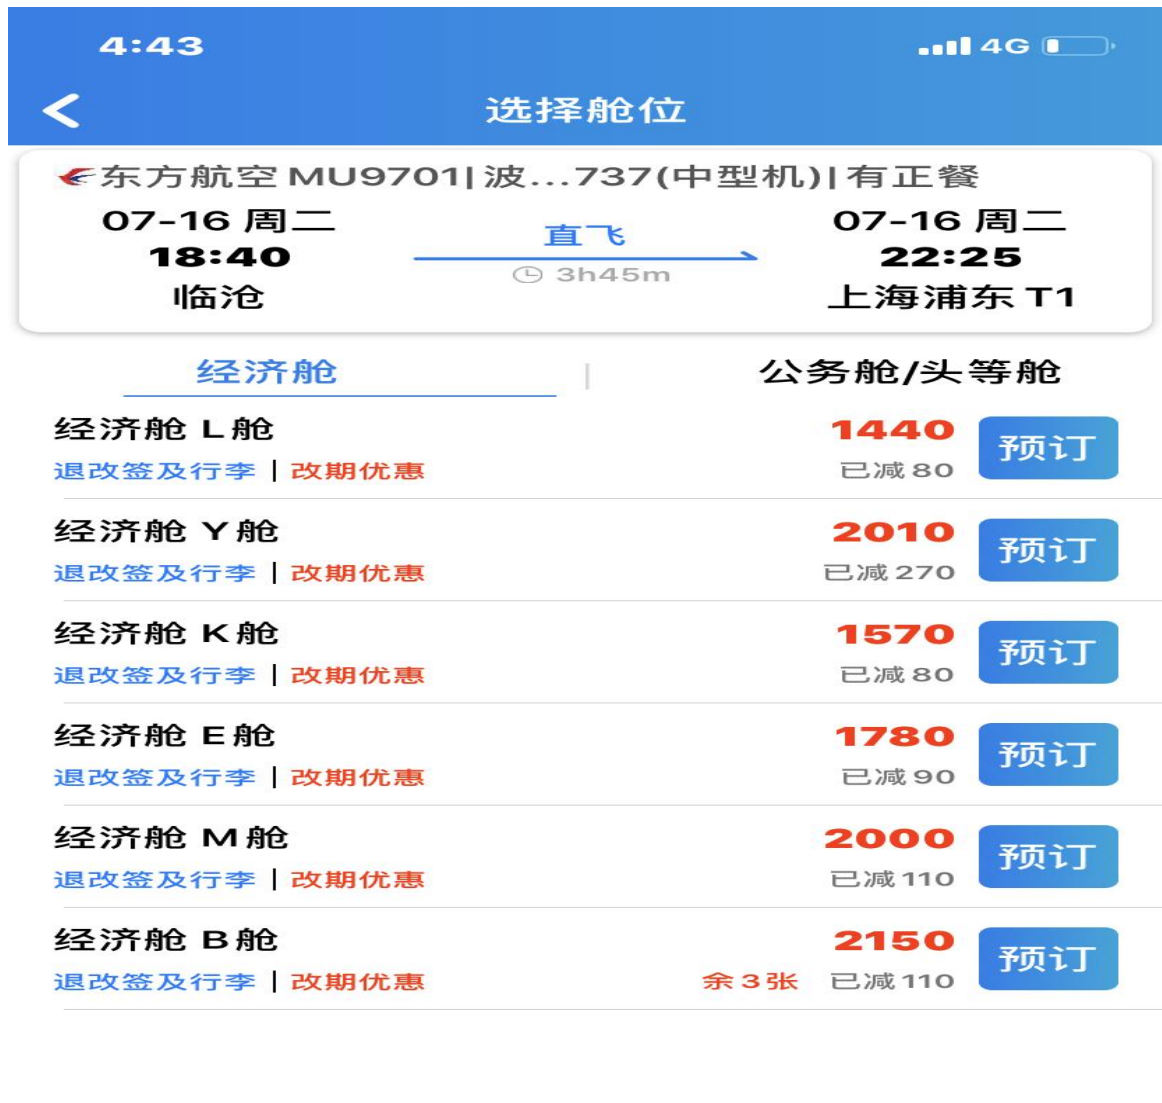 4:43 4G
选择舱位
东方航空 MU9701| 波...737(中型机)| 有正餐
07-16 周二 直飞 07-16 周二
18:40 3h45m 22:25
临沧 上海浦东 T1
经济舱 | 公务舱/头等舱
经济舱 L 舱 1440 预订
退改签及行李 | 改期优惠 已减 80
经济舱 Y 舱 2010 预订
退改签及行李 | 改期优惠 已减 270
经济舱 K 舱 1570 预订
退改签及行李 | 改期优惠 已减 80
经济舱 E 舱 1780 预订
退改签及行李 | 改期优惠 已减 90
经济舱 M 舱 2000 预订
退改签及行李 | 改期优惠 已减 110
经济舱 B 舱 2150 预订
退改签及行李 | 改期优惠 余 3 张 已减 110